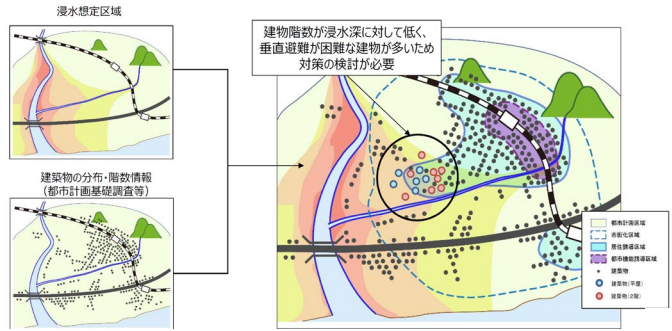 浸水想定区域
建築物の分布・階数情報
（都市計画基礎調査等）
建物階数が浸水深に対して低く、
垂直避難が困難な建物が多いため
対策の検討が必要
都市計画区域
市街化区域
居住誘導区域
都市機能誘導区域
建築物
建築物(平屋)
建築物(2階)